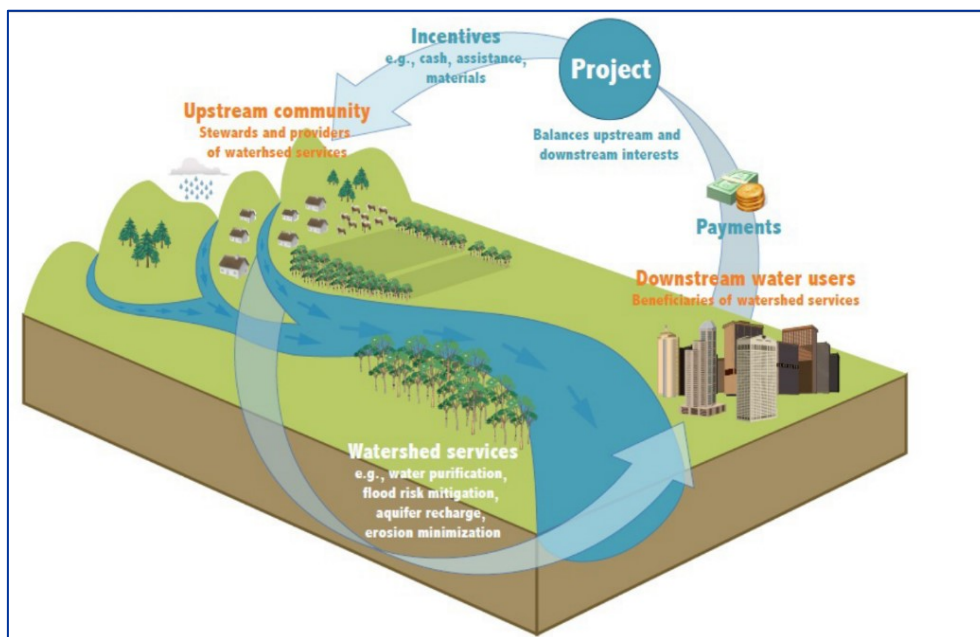 Incentives
e.g., cash, assistance,
materials
Project
Balances upstream and
downstream interests
Upstream community
Stewards and providers
of waterhsed services
Payments
Downstream water users
Beneficiaries of watershed services
Watershed services
e.g., water purification,
flood risk mitigation,
aquifer recharge,
erosion minimization